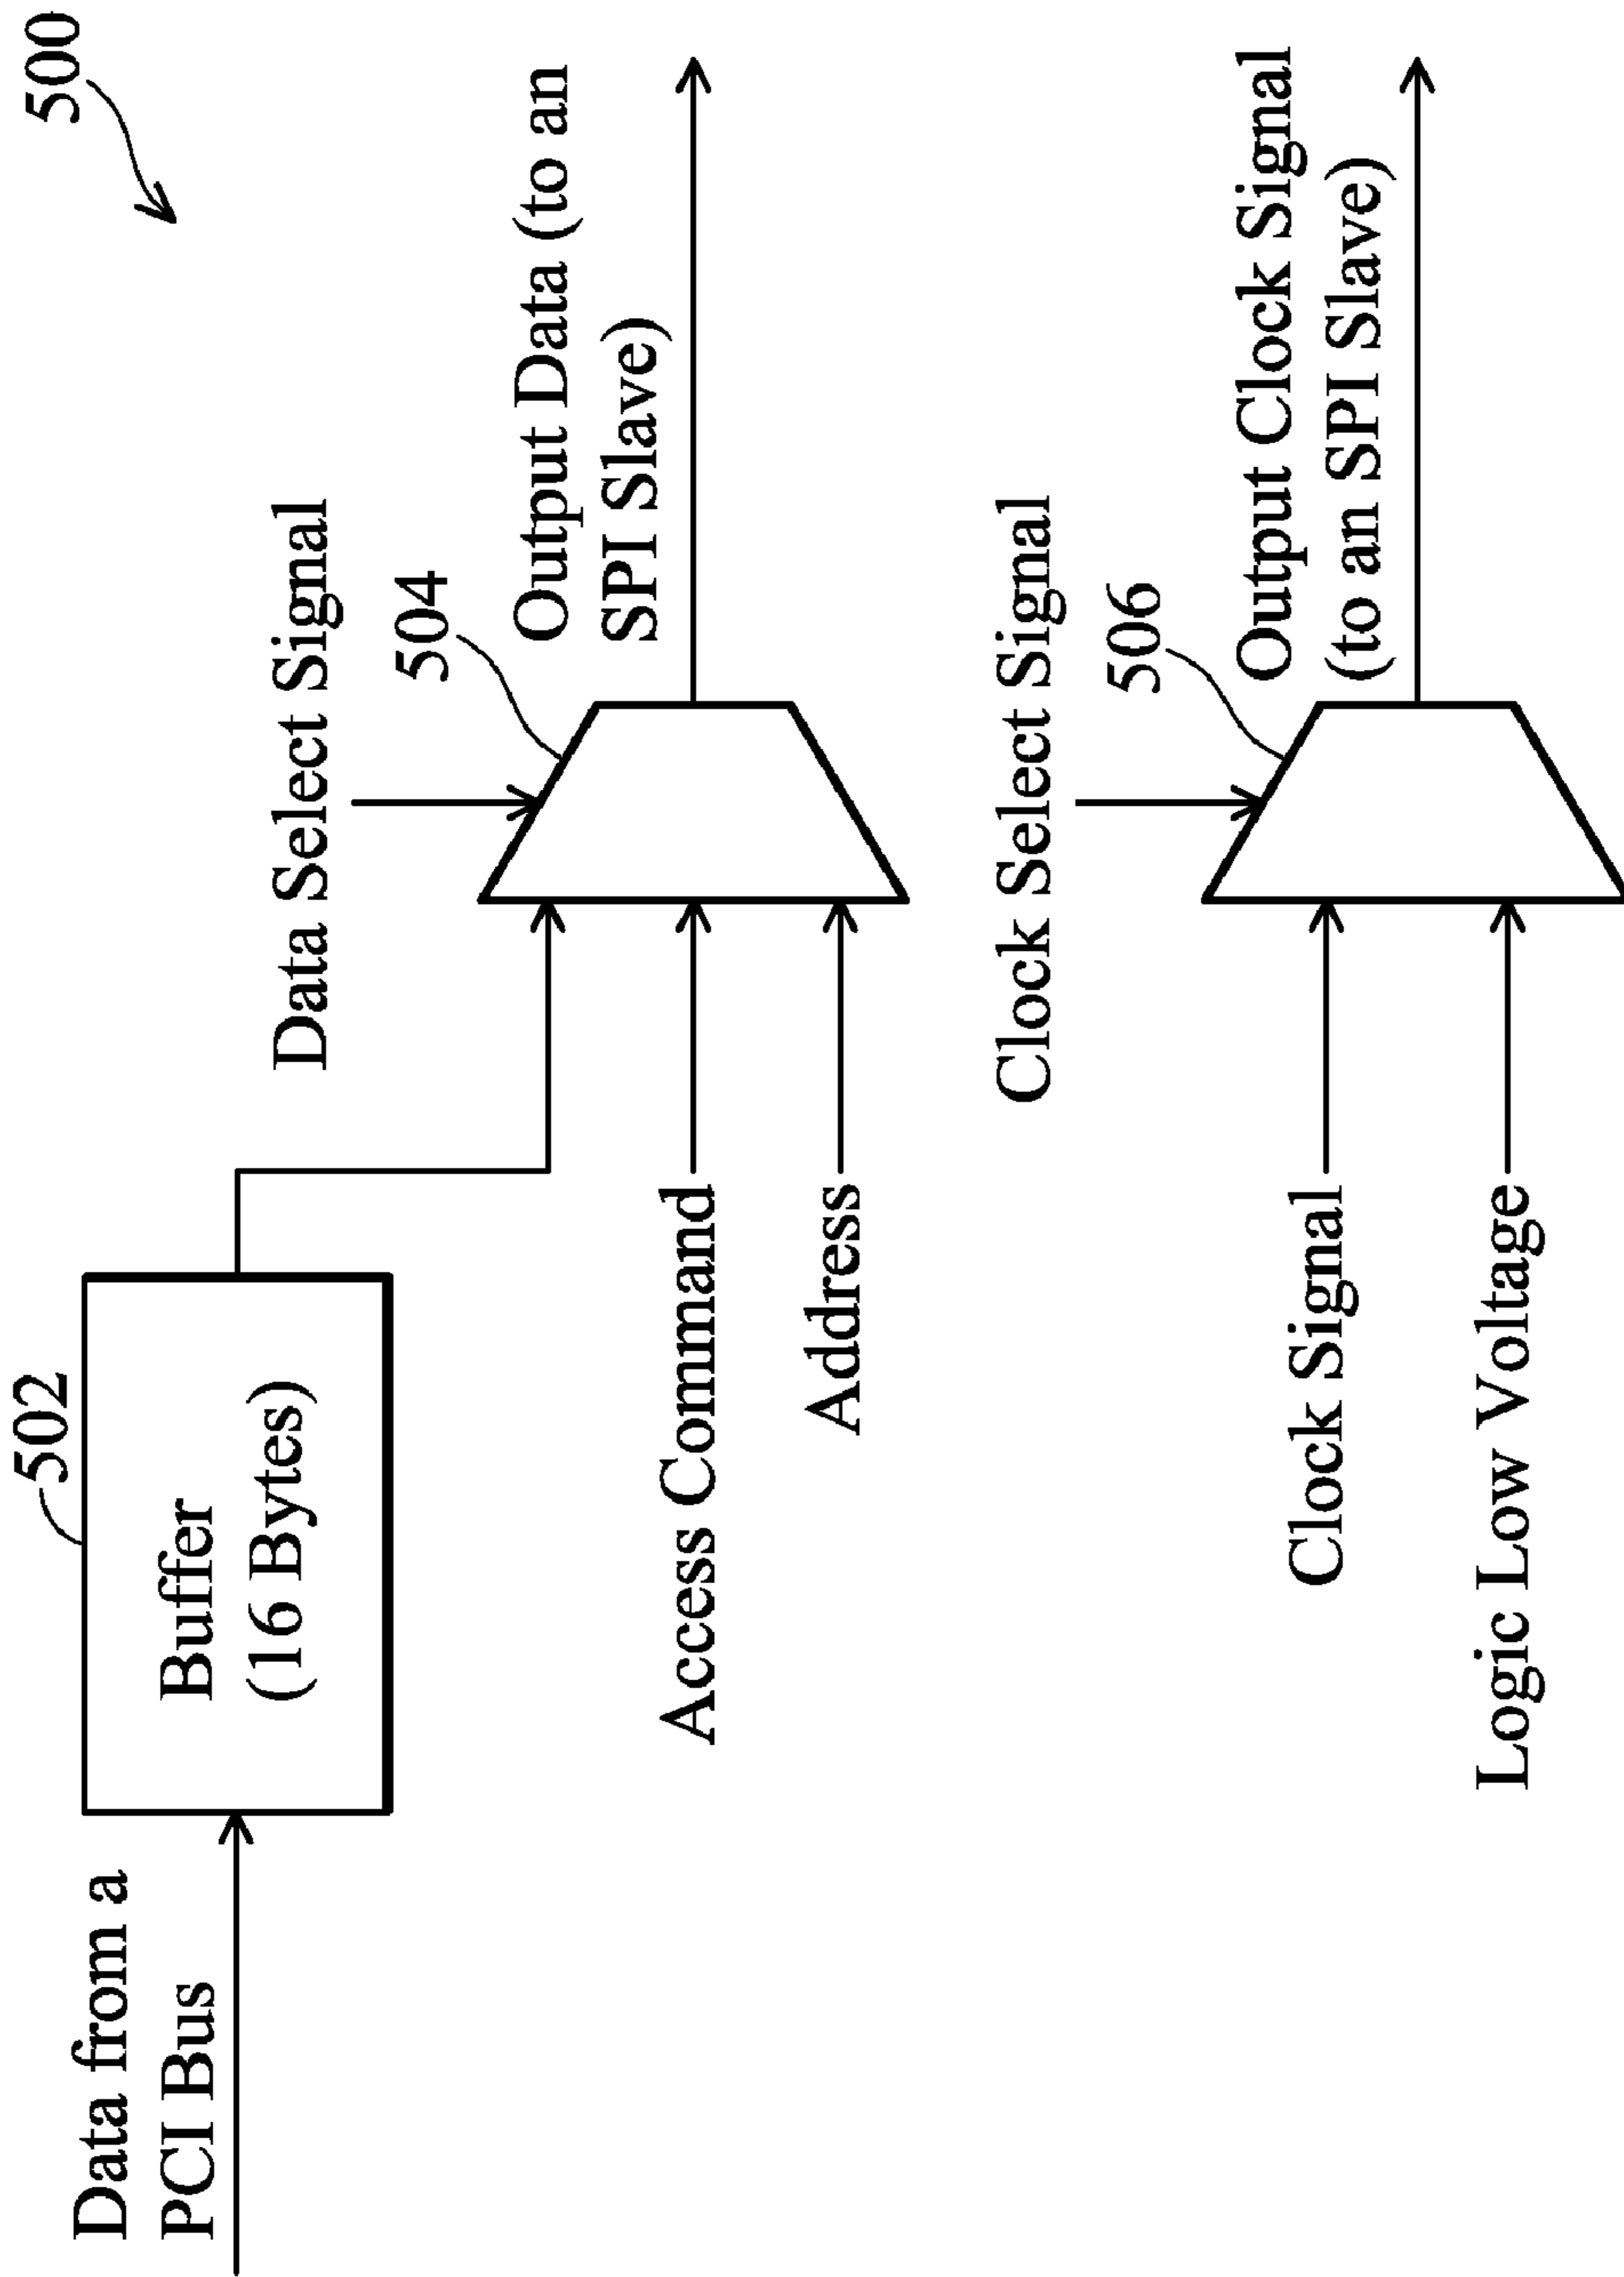 500
Data from a
PCI Bus
502
Buffer
(16 Bytes)
Data Select Signal
504
Output Data (to an
SPI Slave)
Access Command
Address
Clock Select Signal
506
Output Clock Signal
(to an SPI Slave)
Clock Signal
Logic Low Voltage